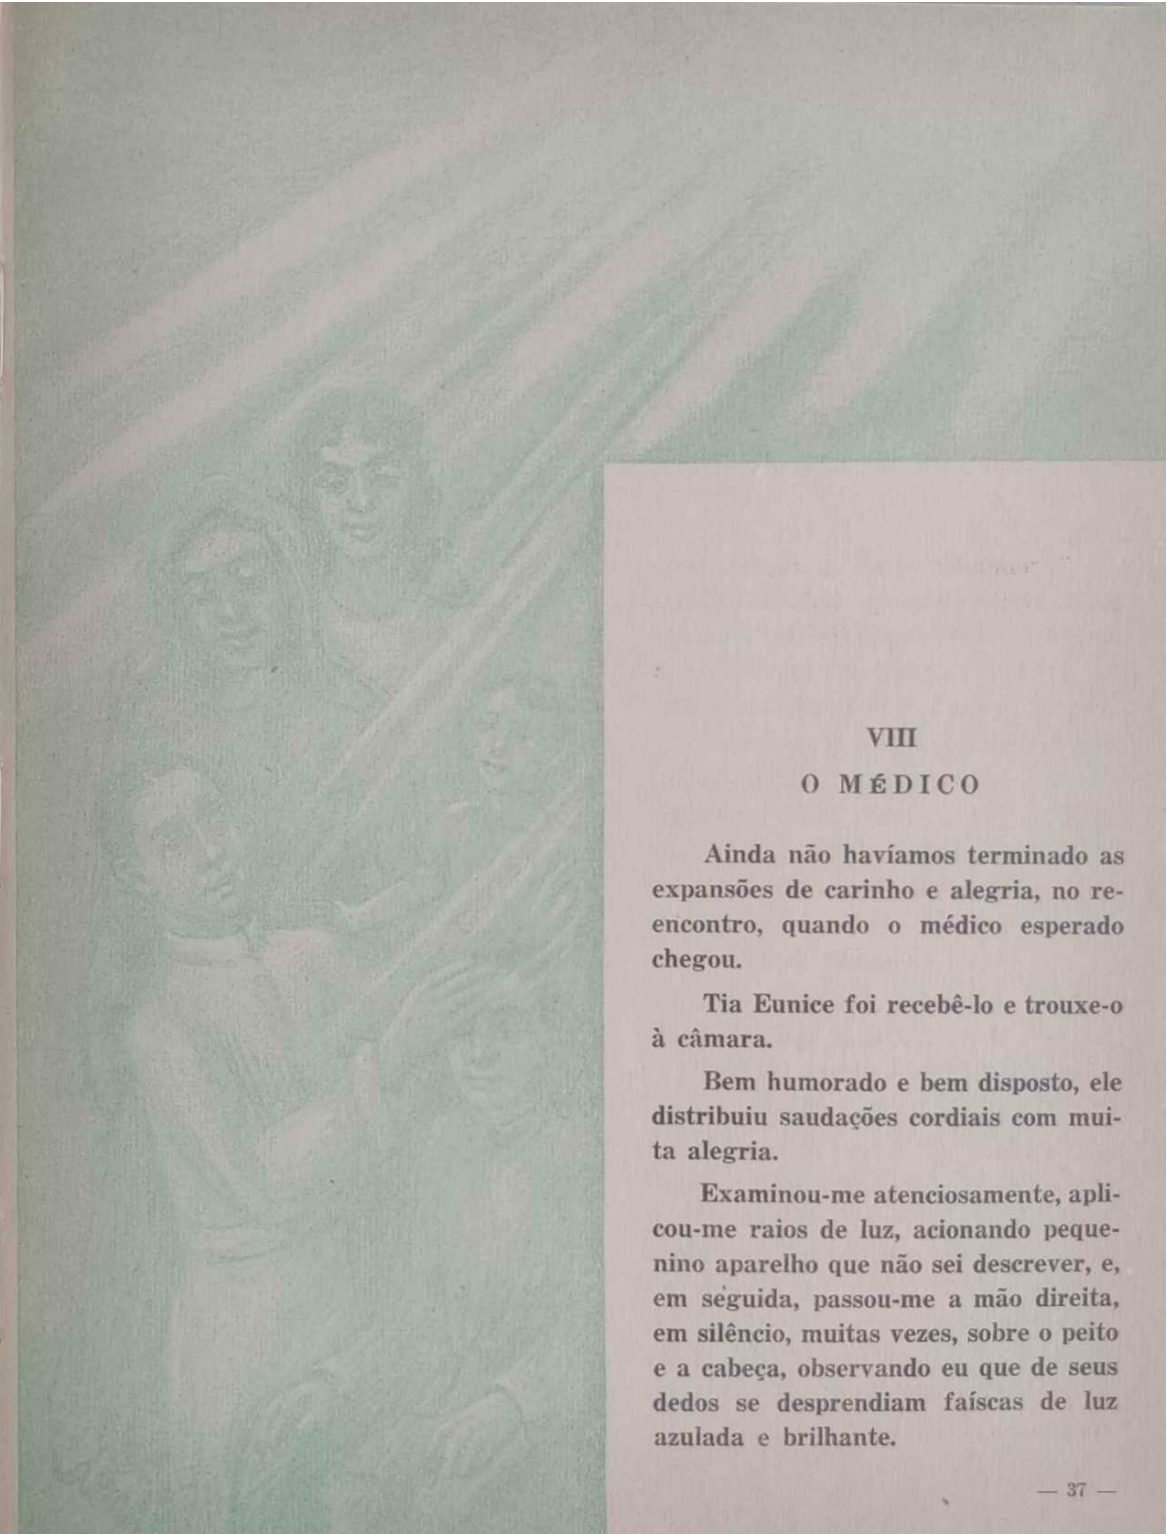 VIII
O MÉDICO
Ainda não havíamos terminado as
expansões de carinho e alegria, no re-
encontro, quando o médico esperado
chegou.
Tia Eunice foi recebê-lo e trouxe-o
à câmara.
Bem humorado e bem disposto, ele
distribuiu saudações cordiais com mui-
ta alegria.
Examinou-me atenciosamente, apli-
cou-me raios de luz, acionando peque-
nino aparelho que não sei descrever, e,
em seguida, passou-me a mão direita,
em silêncio, muitas vezes, sobre o peito
e a cabeça, observando eu que de seus
dedos se desprendiam faíscas de luz
azulada e brilhante.
— 37 —